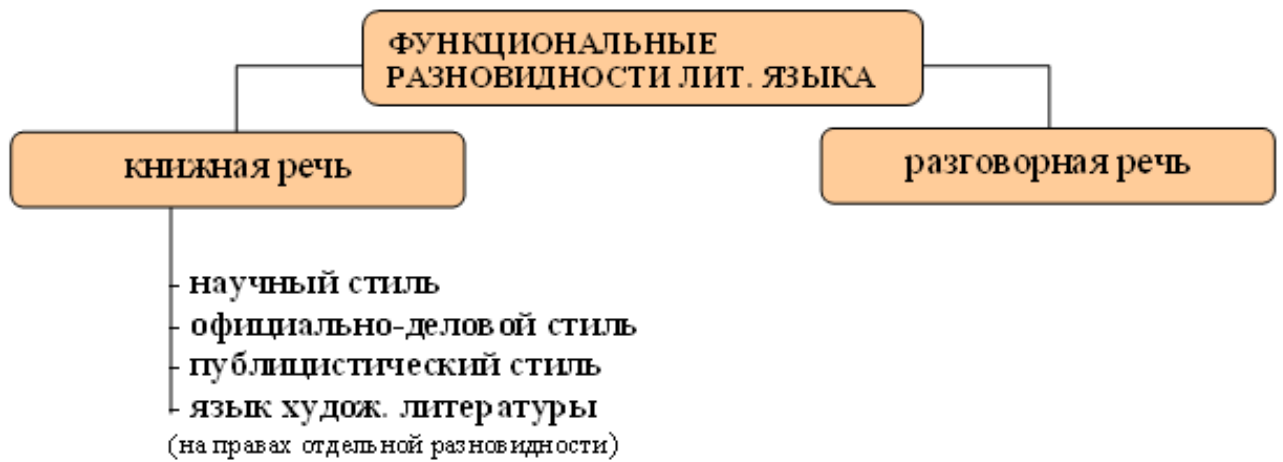 ФУНКЦИОНАЛЬНЫЕ
РАЗНОВИДНОСТИ ЛИТ. ЯЗЫКА
книжная речь
разговорная речь
- научный стиль
- официально-деловой стиль
- публицистический стиль
- язык худож. литературы
(на правах отдельной разновидности)